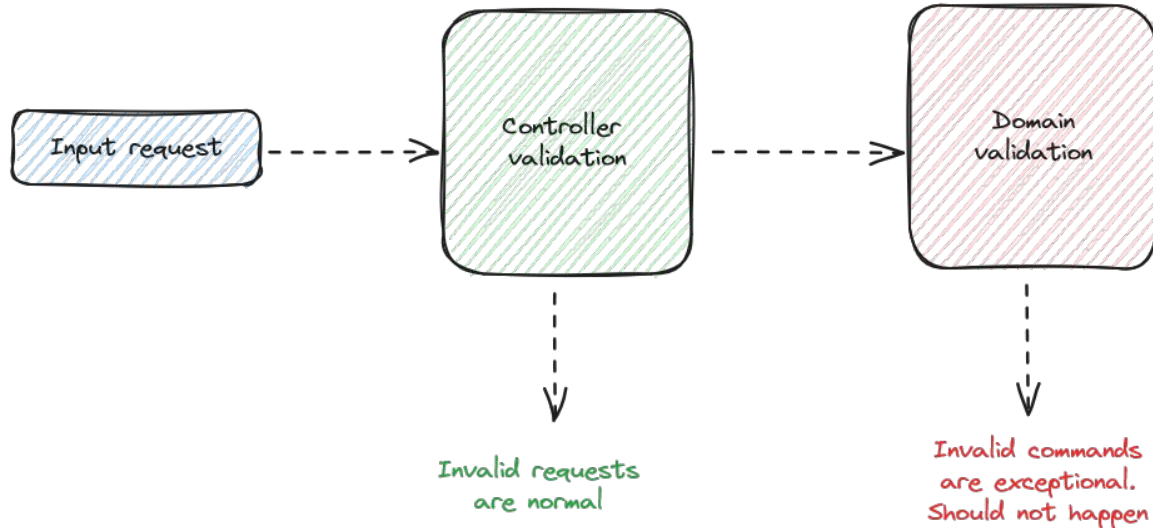 Input request
Controller
validation
Domain
validation
Invalid requests
are normal
Invalid commands
are exceptional.
Should not happen